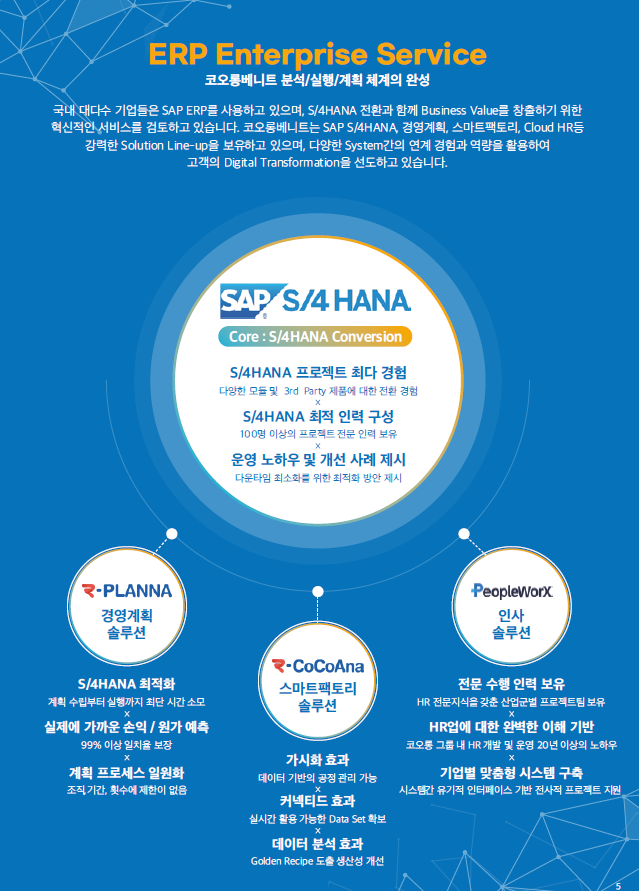 ERP Enterprise Service
코오롱베니트 분석/실행/계획 체계의 완성
국내 대다수 기업들은 SAP ERP를 사용하고 있으며, S/4HANA 전환과 함께 Business Value를 창출하기 위한
혁신적인 서비스를 검토하고 있습니다. 코오롱베니트는 SAP S/4HANA, 경영계획, 스마트팩토리, Cloud HR등
강력한 Solution Line-up을 보유하고 있으며, 다양한 System간의 연계 경험과 역량을 활용하여
고객의 Digital Transformation을 선도하고 있습니다.
SAP® S/4 HANA
Core : S/4HANA Conversion
S/4HANA 프로젝트 최다 경험
다양한 모듈 및 3rd Party 제품에 대한 전환 경험
x
S/4HANA 최적 인력 구성
100명 이상의 프로젝트 전문 인력 보유
x
운영 노하우 및 개선 사례 제시
다운타임 최소화를 위한 최적화 방안 제시
R-PLANNA
경영계획
솔루션
S/4HANA 최적화
계획 수립부터 실행까지 최단 시간 소모
x
실제에 가까운 손익 / 원가 예측
99% 이상 일치율 보장
x
계획 프로세스 일원화
조직,기간, 횟수에 제한이 없음
R-CoCoAna
스마트팩토리
솔루션
가시화 효과
데이터 기반의 공정 관리 가능
x
커넥티드 효과
실시간 활용 가능한 Data Set 확보
x
데이터 분석 효과
Golden Recipe 도출 생산성 개선
PeopleWorX
인사
솔루션
전문 수행 인력 보유
HR 전문지식을 갖춘 산업군별 프로젝트팀 보유
x
HR업에 대한 완벽한 이해 기반
코오롱 그룹 내 HR 개발 및 운영 20년 이상의 노하우
x
기업별 맞춤형 시스템 구축
시스템간 유기적 인터페이스 기반 전사적 프로젝트 지원
5